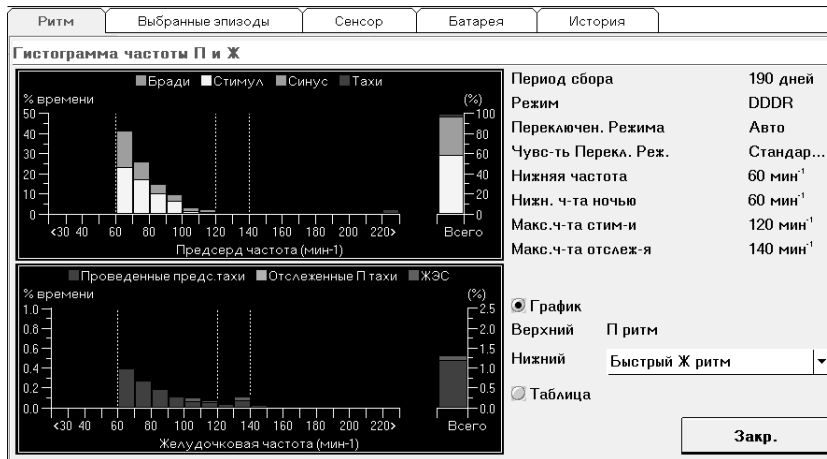 Ритм Выбранные эпизоды Сенсор Батарея История
Гистограмма частоты П и Ж
Бради Стимул Синус Тахи
% времени (%)
50 100
40 80
30 60
20 40
10 20
0 0
<30 40 60 80 100 120 140 160 180 200 220> Всего
Предсерд частота (мин-1)
Проведенные предс.тахи Отслеженные П тахи ЖЭС
% времени (%)
1.0 2.5
0.8 2.0
0.6 1.5
0.4 1.0
0.2 0.5
0.0 0.0
<30 40 60 80 100 120 140 160 180 200 220> Всего
Желудочковая частота (мин-1)
Период сбора 190 дней
Режим DDDR
Переключен. Режима Авто
Чувс-ть Перекл. Реж. Стандар...
Нижняя частота 60 мин⁻¹
Нижн. ч-та ночью 60 мин⁻¹
Макс.ч-та стим-и 120 мин⁻¹
Макс.ч-та отслеж-я 140 мин⁻¹
График
Верхний П ритм
Нижний Быстрый Ж ритм
Таблица
Закр.